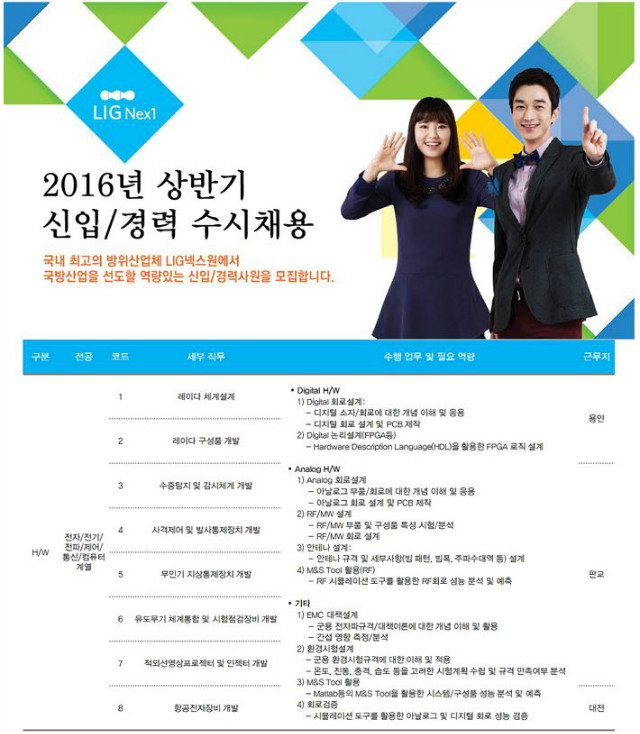 LIG Nex1
2016년 상반기
신입/경력 수시채용
국내 최고의 방위산업체 LIG넥스원에서
국방산업을 선도할 역량있는 신입/경력사원을 모집합니다.
구분 전공 코드 세부 직무 수행 업무 및 필요 역량 근무지
H/W
전자/전기/
전파/제어/
통신/컴퓨터
계열
1 레이다 체계설계
2 레이다 구성품 개발
3 수중탐지 및 감시체계 개발
4 사격제어 및 발사통제장치 개발
5 무인기 지상통제장치 개발
6 유도무기 체계통합 및 시험점검장비 개발
7 적외선영상프로젝터 및 인젝터 개발
8 항공전자장비 개발
• Digital H/W
1) Digital 회로설계:
- 디지털 소자/회로에 대한 개념 이해 및 응용
- 디지털 회로 설계 및 PCB 제작
2) Digital 논리설계(FPGA등)
- Hardware Description Language(HDL)을 활용한 FPGA 로직 설계
• Analog H/W
1) Analog 회로설계
- 아날로그 부품/회로에 대한 개념 이해 및 응용
- 아날로그 회로 설계 및 PCB 제작
2) RF/MW 설계
- RF/MW 부품 및 구성품 특성 시험/분석
- RF/MW 회로 설계
3) 안테나 설계:
- 안테나 규격 및 세부사항(빔 패턴, 빔폭, 주파수대역 등) 설계
4) M&S Tool 활용(RF)
- RF 시뮬레이션 도구를 활용한 RF회로 성능 분석 및 예측
• 기타
1) EMC 대책설계
- 군용 전자파규격/대책이론에 대한 개념 이해 및 활용
- 간섭 영향 측정/분석
2) 환경시험설계
- 군용 환경시험규격에 대한 이해 및 적용
- 온도, 진동, 충격, 습도 등을 고려한 시험계획 수립 및 규격 만족여부 분석
3) M&S Tool 활용
- Matlab등의 M&S Tool을 활용한 시스템/구성품 성능 분석 및 예측
4) 회로검증
- 시뮬레이션 도구를 활용한 아날로그 및 디지털 회로 성능 검증
용인
판교
대전